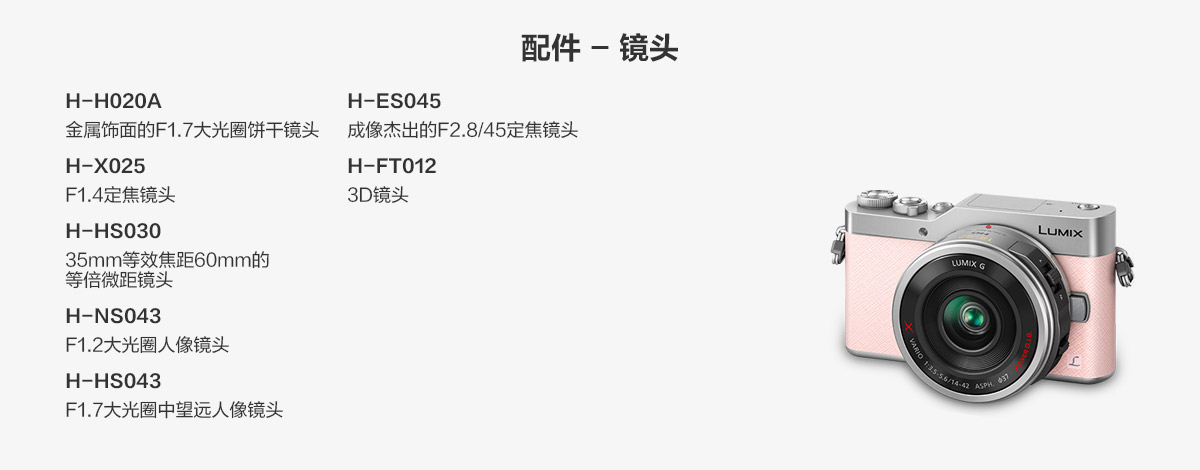 配件 – 镜头
H-H020A
金属饰面的F1.7大光圈饼干镜头
H-X025
F1.4定焦镜头
H-HS030
35mm等效焦距60mm的
等倍微距镜头
H-NS043
F1.2大光圈人像镜头
H-HS043
F1.7大光圈中望远人像镜头
H-ES045
成像杰出的F2.8/45定焦镜头
H-FT012
3D镜头
LUMIX
LUMIX G
X VARIO 1:3.5-5.6/14-42 ASPH. ϕ37